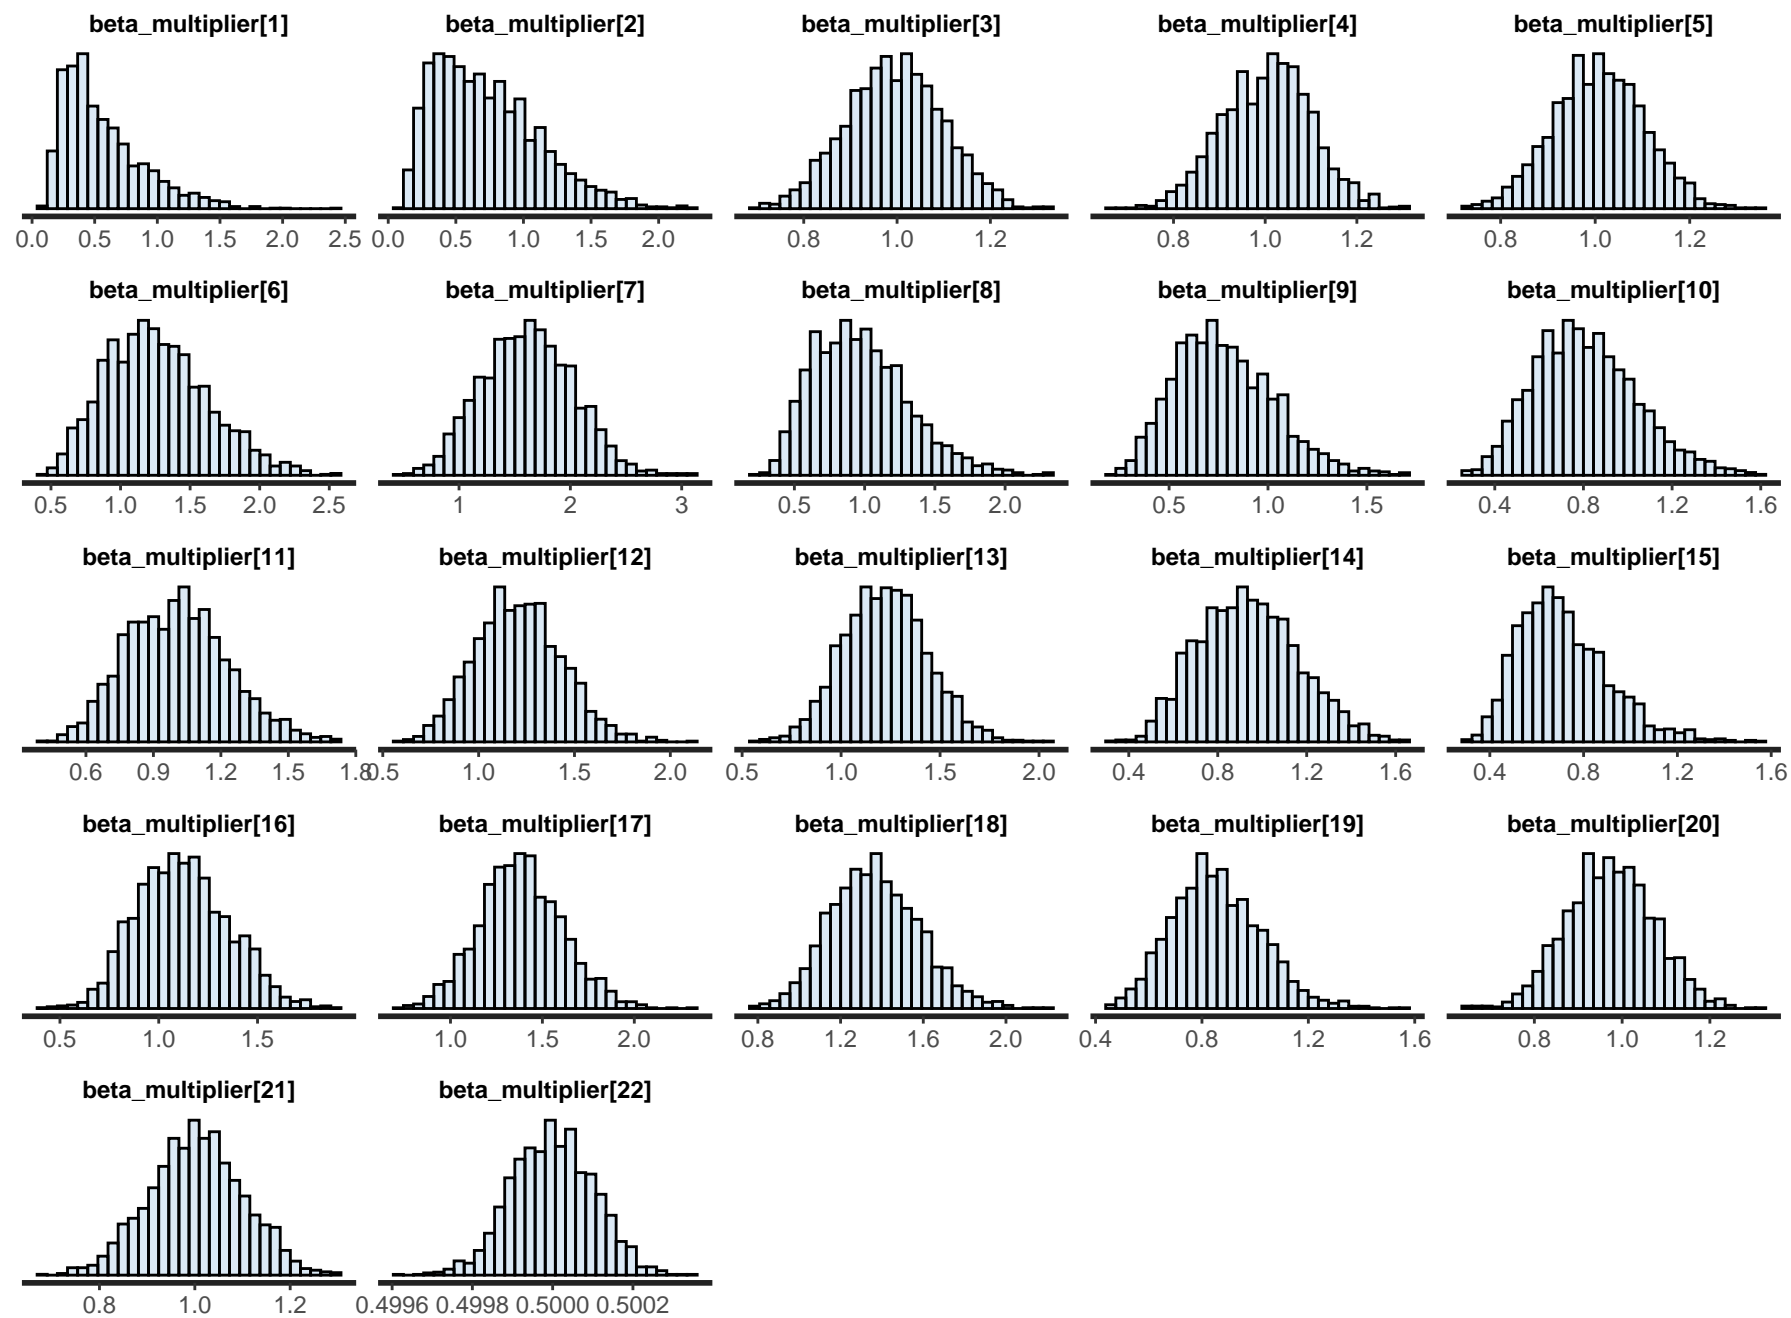 beta_multiplier[1] beta_multiplier[2] beta_multiplier[3] beta_multiplier[4] beta_multiplier[5]
0.0 0.5 1.0 1.5 2.0 2.5 0.0 0.5 1.0 1.5 2.0 0.8 1.0 1.2 0.8 1.0 1.2 0.8 1.0 1.2
beta_multiplier[6] beta_multiplier[7] beta_multiplier[8] beta_multiplier[9] beta_multiplier[10]
0.5 1.0 1.5 2.0 2.5 1 2 3 0.5 1.0 1.5 2.0 0.5 1.0 1.5 0.4 0.8 1.2 1.6
beta_multiplier[11] beta_multiplier[12] beta_multiplier[13] beta_multiplier[14] beta_multiplier[15]
0.6 0.9 1.2 1.5 1.8 0.5 1.0 1.5 2.0 0.5 1.0 1.5 2.0 0.4 0.8 1.2 1.6 0.4 0.8 1.2 1.6
beta_multiplier[16] beta_multiplier[17] beta_multiplier[18] beta_multiplier[19] beta_multiplier[20]
0.5 1.0 1.5 1.0 1.5 2.0 0.8 1.2 1.6 2.0 0.4 0.8 1.2 1.6 0.8 1.0 1.2
beta_multiplier[21] beta_multiplier[22]
0.8 1.0 1.2 0.4996 0.4998 0.5000 0.5002